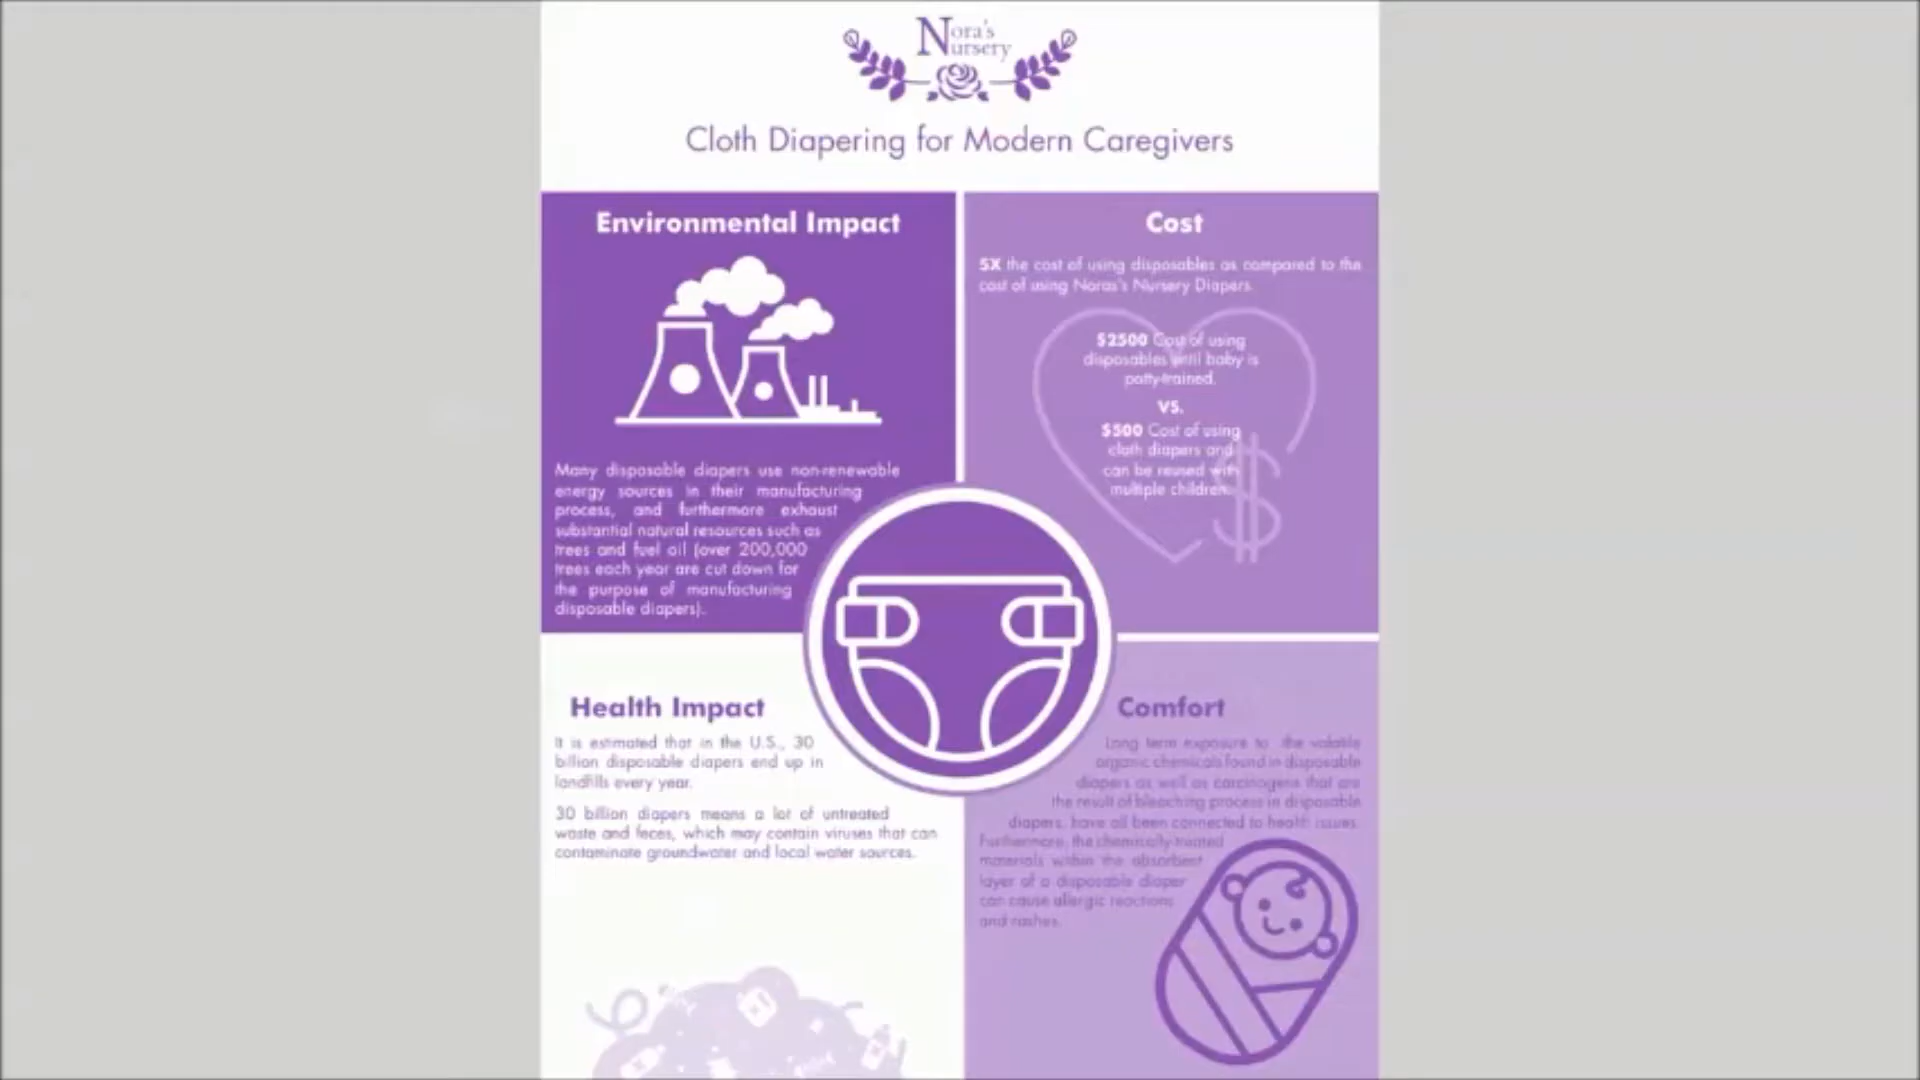 Nora's
Nursery
Cloth Diapering for Modern Caregivers
Environmental Impact
Many disposable diapers use non-renewable
energy sources in their manufacturing
process, and furthermore exhaust
substantial natural resources such as
trees and fuel oil (over 200,000
trees each year are cut down for
the purpose of manufacturing
disposable diapers).
Cost
5X the cost of using disposables as compared to the
cost of using Noras's Nursery Diapers.
$2500 Cost of using
disposables until baby is
potty-trained.
VS.
$500 Cost of using
cloth diapers and
can be reused with
multiple children.
Health Impact
It is estimated that in the U.S., 30
billion disposable diapers end up in
landfills every year.
30 billion diapers means a lot of untreated
waste and feces, which may contain viruses that can
contaminate groundwater and local water sources.
Comfort
Long term exposure to the volatile
organic chemicals found in disposable
diapers as well as carcinogens that are
the result of bleaching process in disposable
diapers, have all been connected to health issues.
Furthermore, the chemically-treated
materials within the absorbent
layer of a disposable diaper
can cause allergic reactions
and rashes.